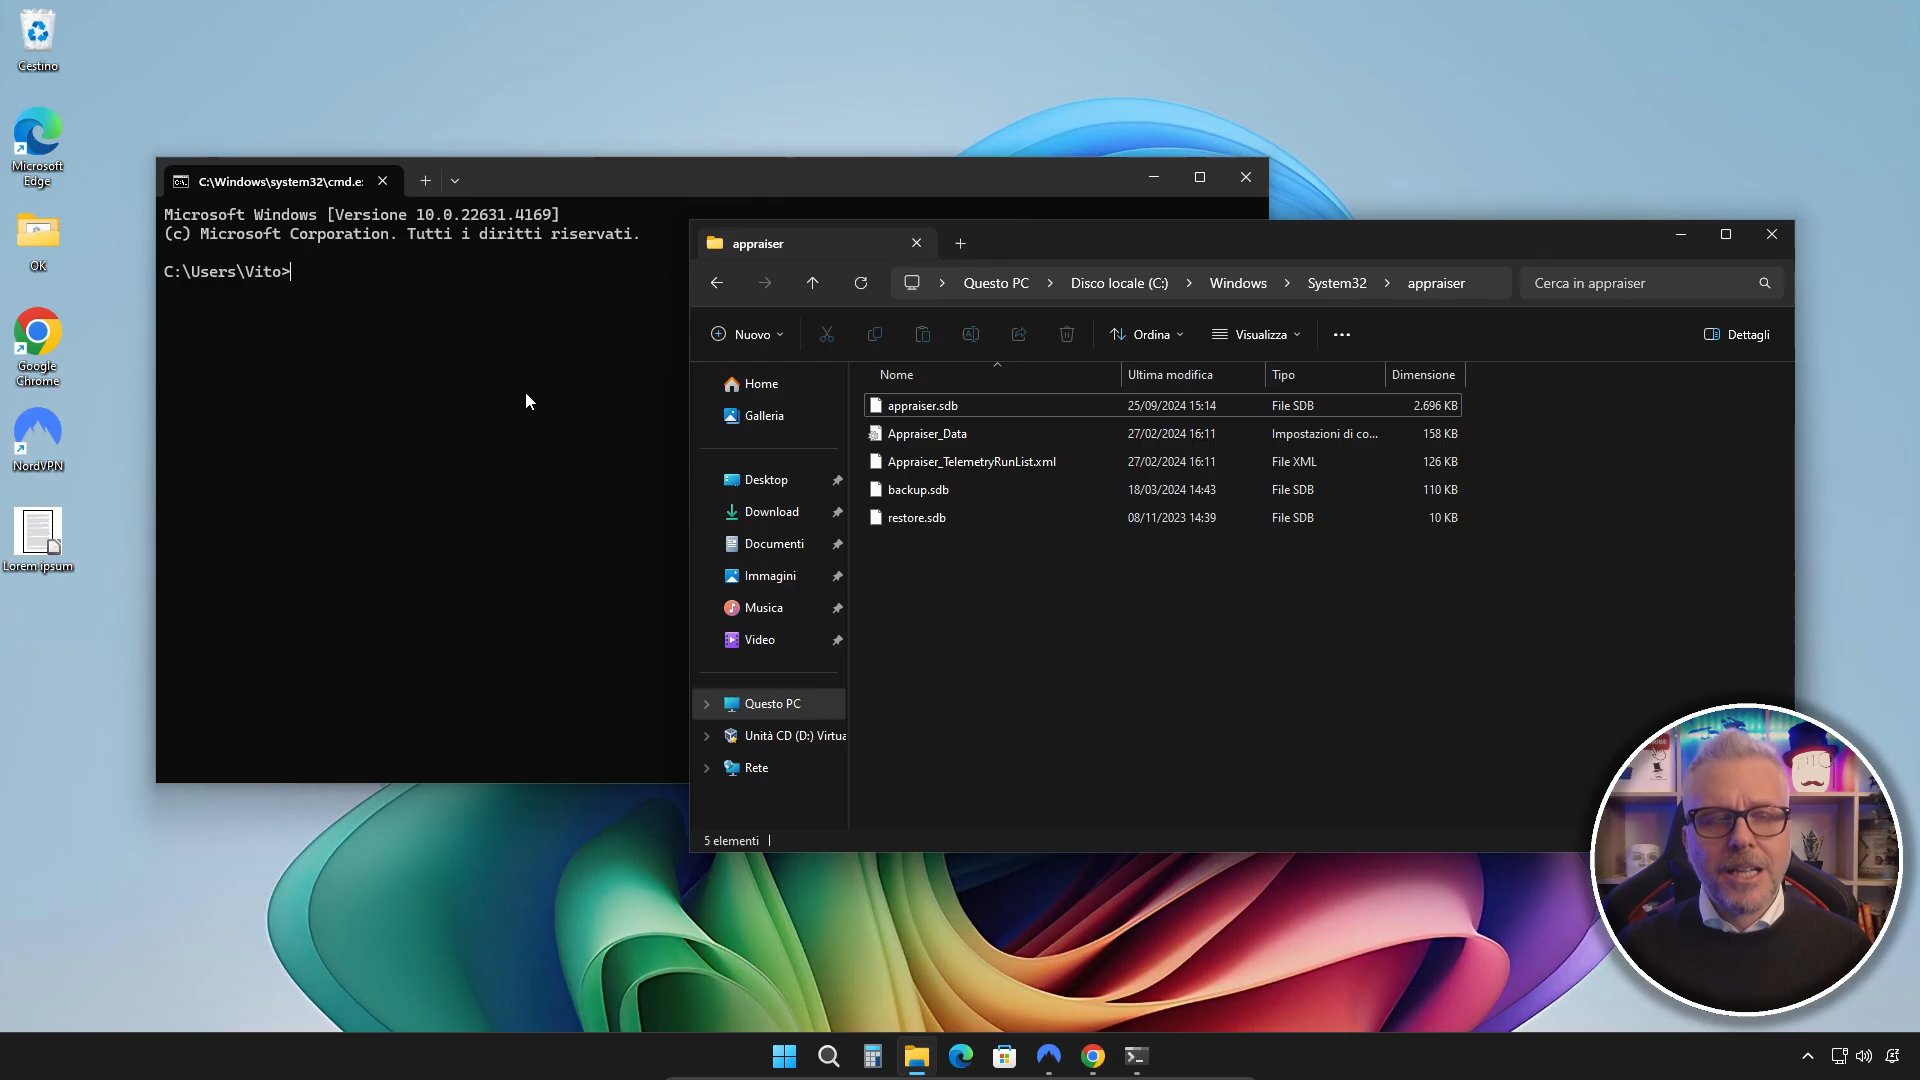 Cestino
Microsoft
Edge
OK
Google
Chrome
NordVPN
Lorem ipsum
C:\Windows\system32\cmd.e:
Microsoft Windows [Versione 10.0.22631.4169]
(c) Microsoft Corporation. Tutti i diritti riservati.
C:\Users\Vito>
appraiser
Questo PC > Disco locale (C:) > Windows > System32 > appraiser
Cerca in appraiser
Nuovo
Ordina
Visualizza
Dettagli
Home
Galleria
Desktop
Download
Documenti
Immagini
Musica
Video
Questo PC
Unità CD (D:) Virtua
Rete
Nome Ultima modifica Tipo Dimensione
appraiser.sdb 25/09/2024 15:14 File SDB 2.696 KB
Appraiser_Data 27/02/2024 16:11 Impostazioni di co... 158 KB
Appraiser_TelemetryRunList.xml 27/02/2024 16:11 File XML 126 KB
backup.sdb 18/03/2024 14:43 File SDB 110 KB
restore.sdb 08/11/2023 14:39 File SDB 10 KB
5 elementi